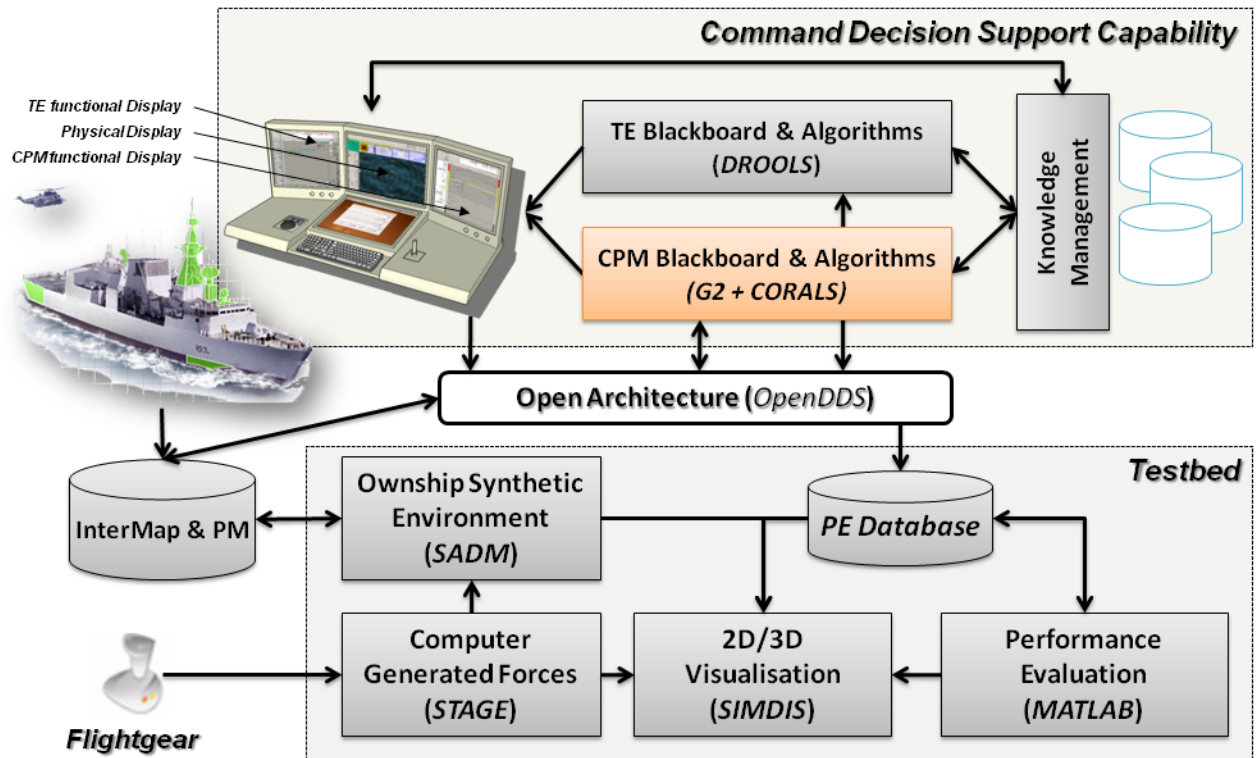 Command Decision Support Capability
TE functional Display
Physical Display
CPM functional Display
TE Blackboard & Algorithms
(DROOLS)
CPM Blackboard & Algorithms
(G2 + CORALS)
Knowledge
Management
Open Architecture (OpenDDS)
Testbed
InterMap & PM
Ownship Synthetic
Environment
(SADM)
PE Database
Computer
Generated Forces
(STAGE)
2D/3D
Visualisation
(SIMDIS)
Performance
Evaluation
(MATLAB)
Flightgear